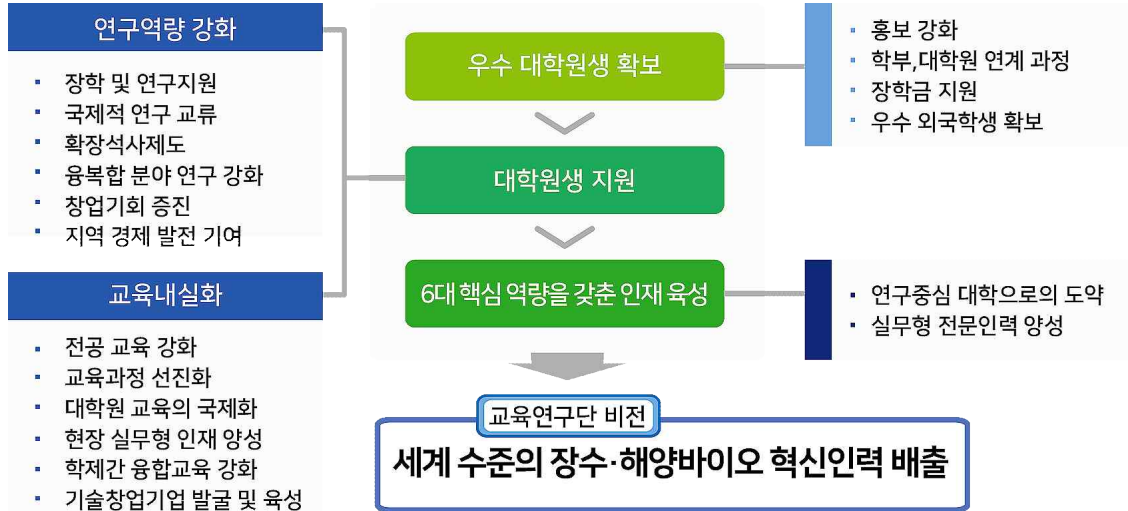 연구역량 강화
• 장학 및 연구지원
• 국제적 연구 교류
• 확장석사제도
• 융복합 분야 연구 강화
• 창업기회 증진
• 지역 경제 발전 기여
교육내실화
• 전공 교육 강화
• 교육과정 선진화
• 대학원 교육의 국제화
• 현장 실무형 인재 양성
• 학제간 융합교육 강화
• 기술창업기업 발굴 및 육성
우수 대학원생 확보
대학원생 지원
6대 핵심 역량을 갖춘 인재 육성
• 홍보 강화
• 학부,대학원 연계 과정
• 장학금 지원
• 우수 외국학생 확보
• 연구중심 대학으로의 도약
• 실무형 전문인력 양성
교육연구단 비전
세계 수준의 장수·해양바이오 혁신인력 배출